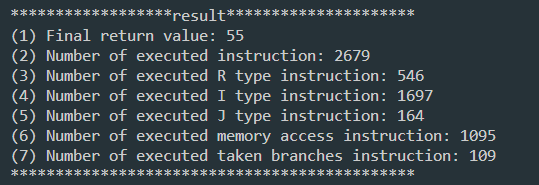 ******************result*********************
(1) Final return value: 55
(2) Number of executed instruction: 2679
(3) Number of executed R type instruction: 546
(4) Number of executed I type instruction: 1697
(5) Number of executed J type instruction: 164
(6) Number of executed memory access instruction: 1095
(7) Number of executed taken branches instruction: 109
*********************************************